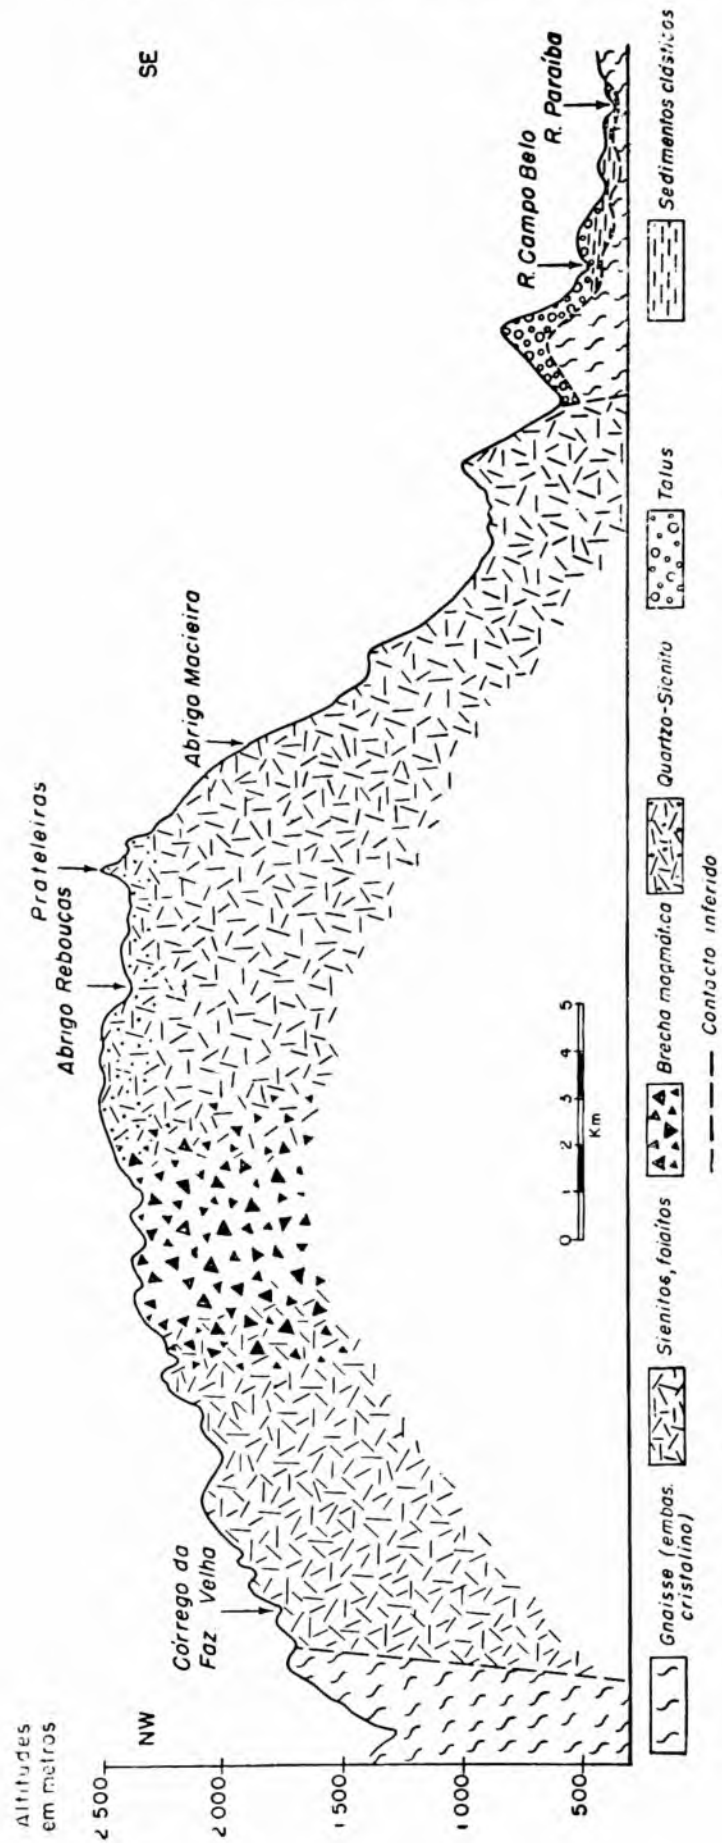 Altitudes
em metros
2 500
2 000
1 500
1 000
500
NW
SE
Córrego da
Faz Velha
Abrigo Rebouças
Prateleiras
Abrigo Macieira
R. Campo Belo
R. Paraíba
0 1 2 3 4 5
Km
Gnaisse (embas.
cristalino)
Sienitos, foiaitos
Brecha magmática
Quartzo-Sienito
Talus
Sedimentos clásticos
Contacto inferido